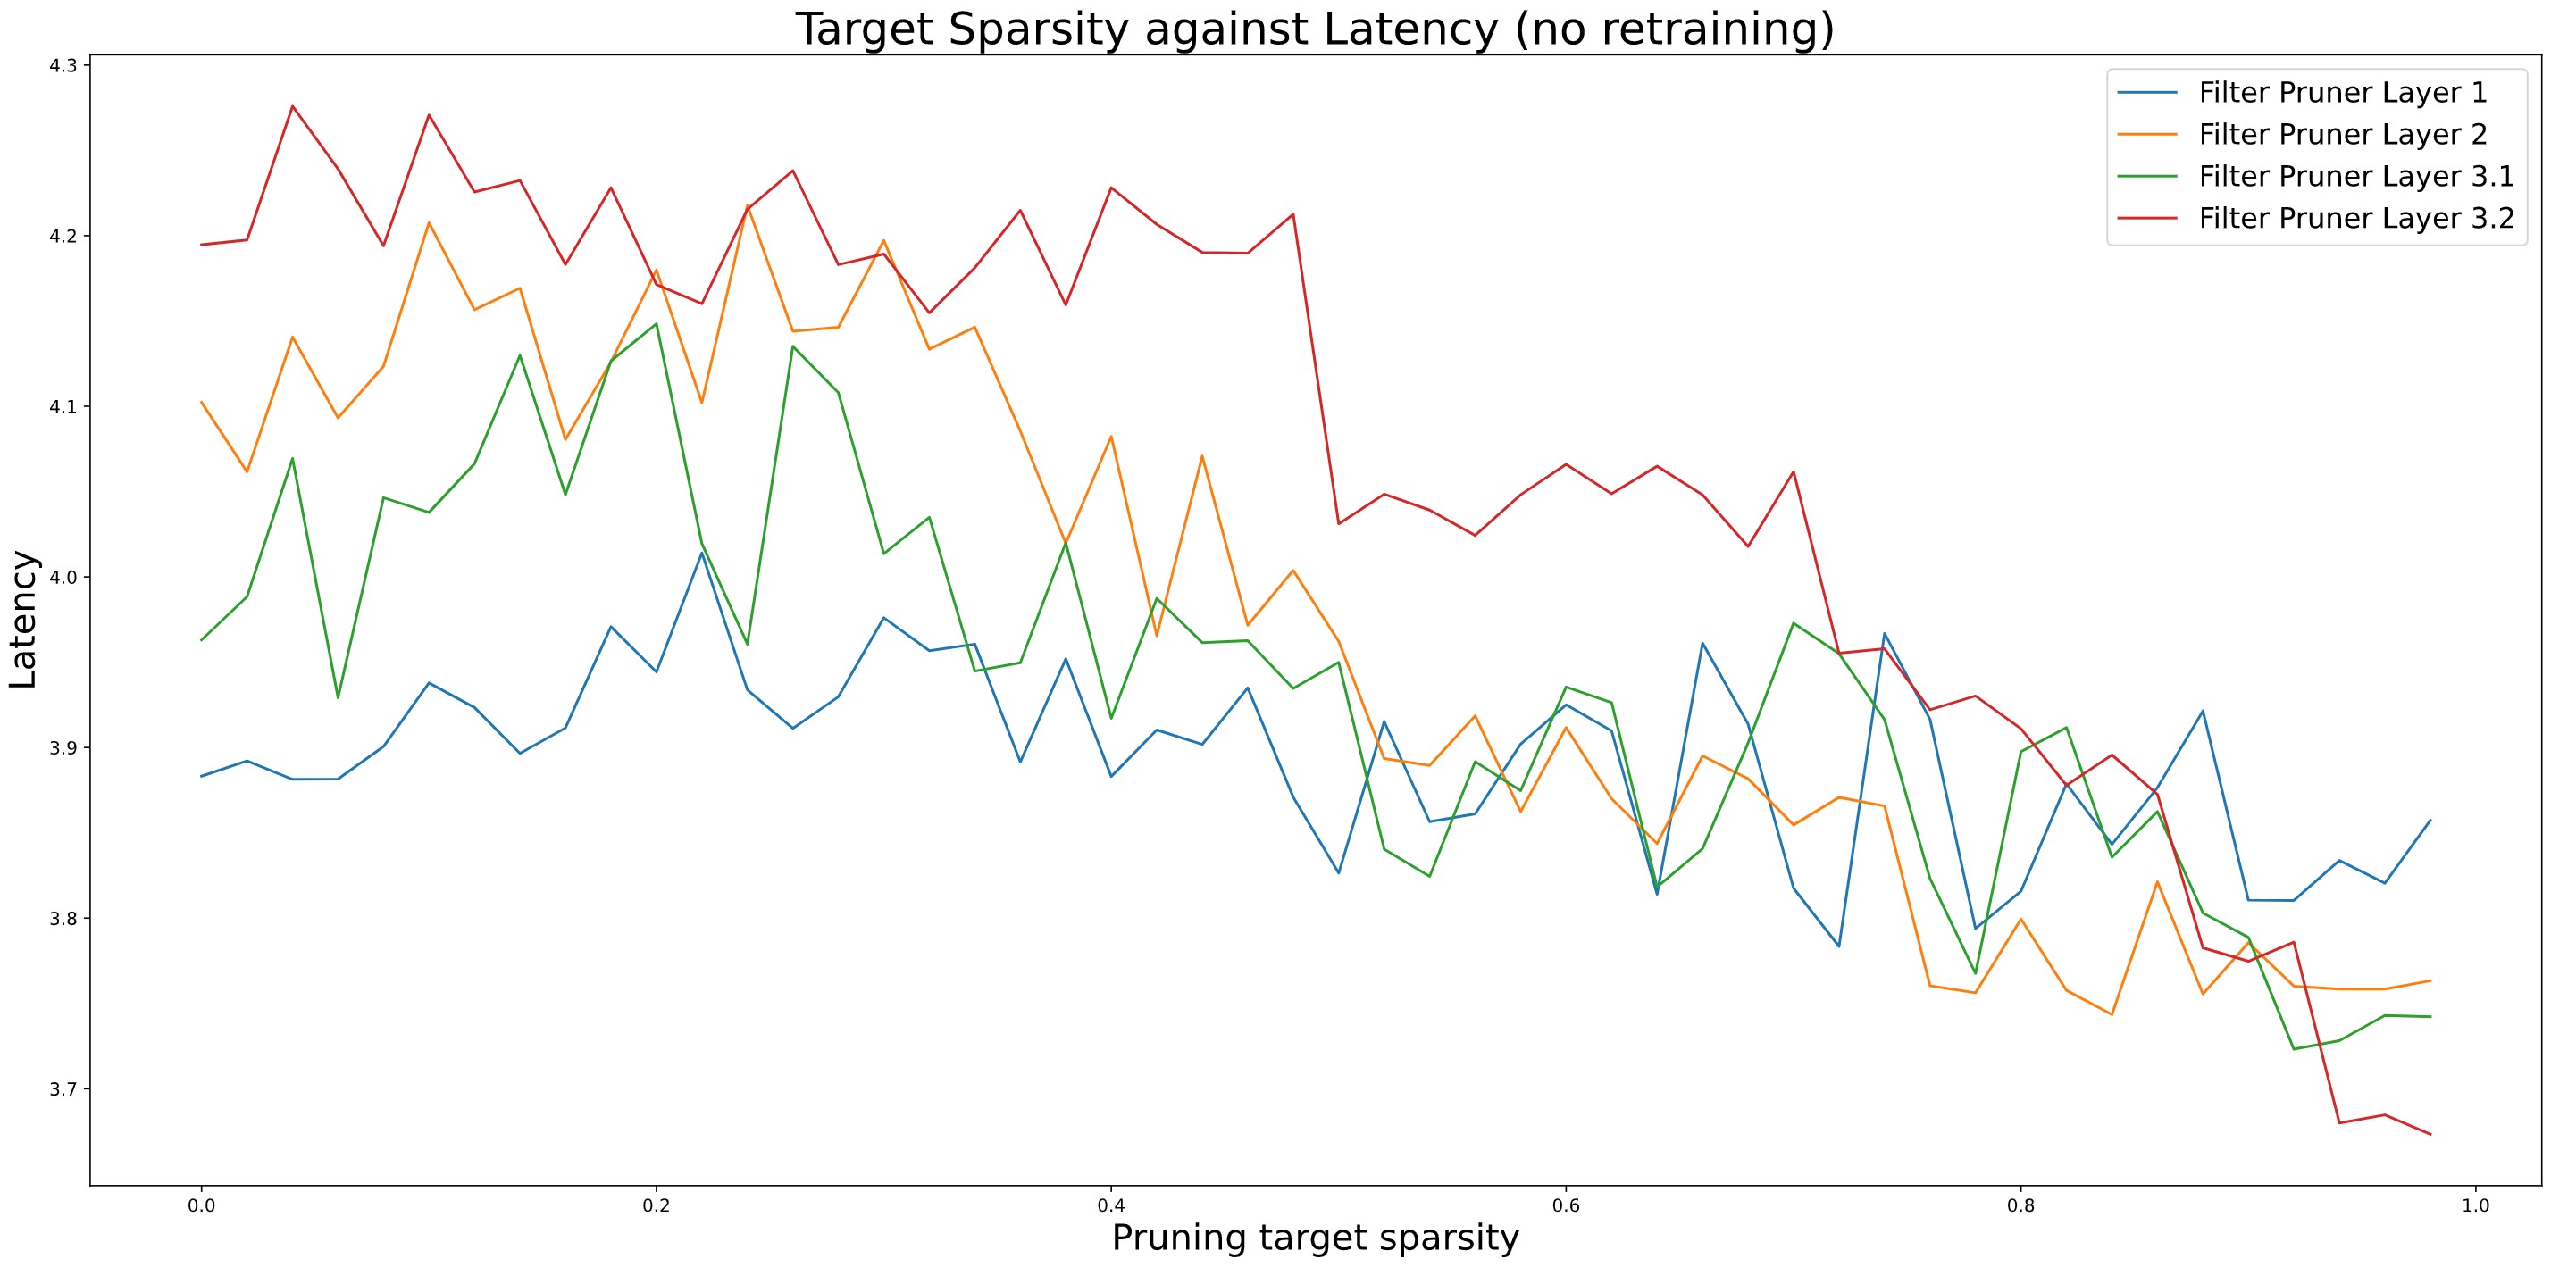 Target Sparsity against Latency (no retraining)
4.3
4.2
4.1
4.0
3.9
3.8
3.7
Latency
Filter Pruner Layer 1
Filter Pruner Layer 2
Filter Pruner Layer 3.1
Filter Pruner Layer 3.2
0.0 0.2 0.4 0.6 0.8 1.0
Pruning target sparsity